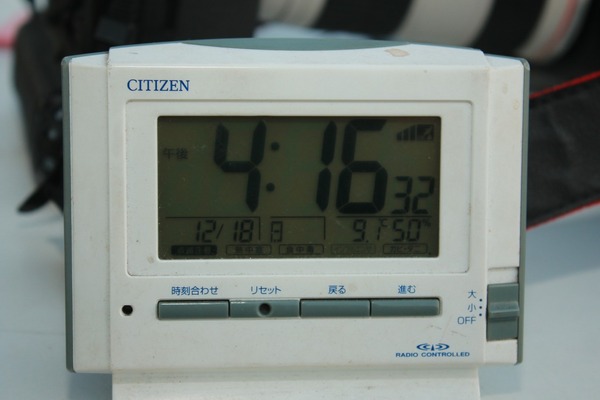 CITIZEN
午後 4:16 32
12/18 日 9.1℃ 50%
時刻合わせ リセット 戻る 進む
大
小
OFF
RADIO CONTROLLED